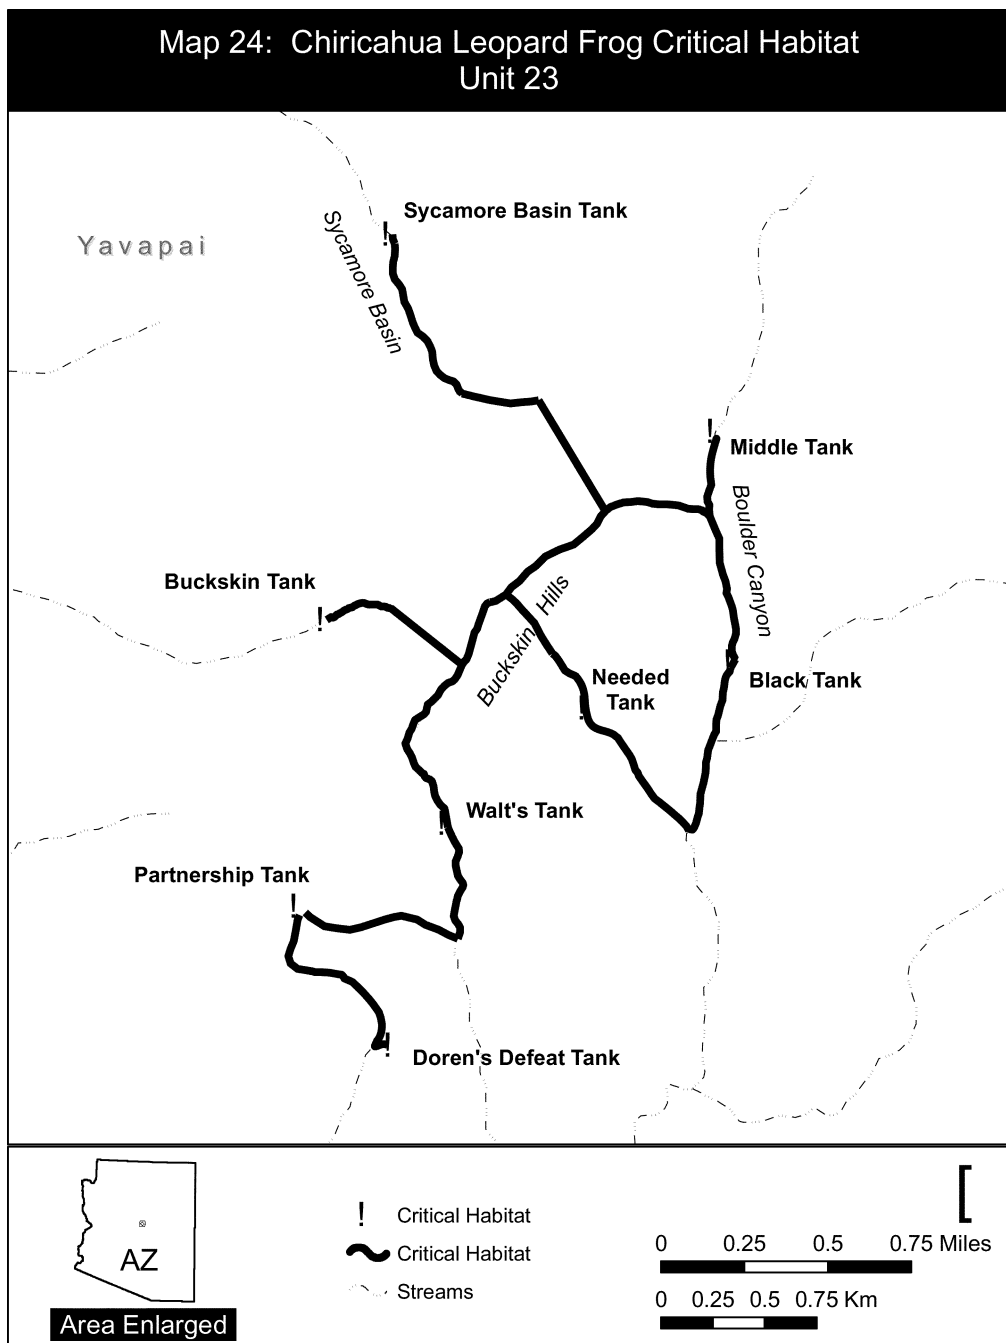 Map 24:  Chiricahua Leopard Frog Critical Habitat
Unit 23
Sycamore Basin Tank
!
Yavapai
Sycamore Basin
!
Middle Tank
Boulder Canyon
Buckskin Tank
!
Buckskin Hills
Needed
Tank
!
!
Black Tank
Walt's Tank
!
Partnership Tank
!
!
Doren's Defeat Tank
AZ
Area Enlarged
! Critical Habitat
Critical Habitat
Streams
[
0 0.25 0.5 0.75 Miles
0 0.25 0.5 0.75 Km